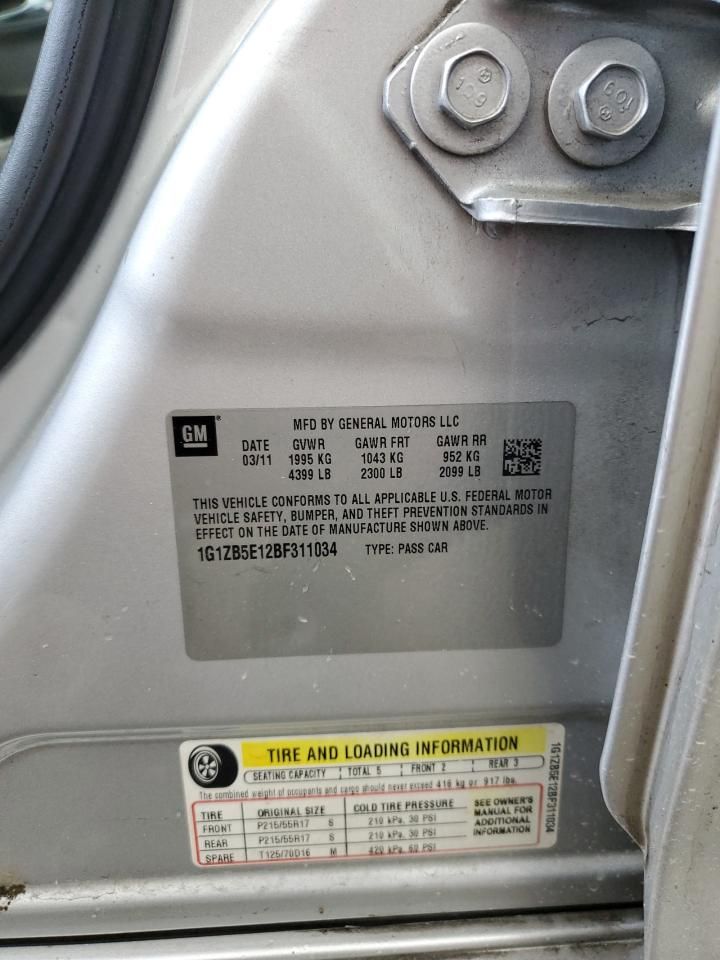 109
109
GM
MFD BY GENERAL MOTORS LLC
DATE GVWR GAWR FRT GAWR RR
03/11 1995 KG 1043 KG 952 KG
4399 LB 2300 LB 2099 LB
THIS VEHICLE CONFORMS TO ALL APPLICABLE U.S. FEDERAL MOTOR
VEHICLE SAFETY, BUMPER, AND THEFT PREVENTION STANDARDS IN
EFFECT ON THE DATE OF MANUFACTURE SHOWN ABOVE.
1G1ZB5E12BF311034 TYPE: PASS CAR
TIRE AND LOADING INFORMATION
SEATING CAPACITY TOTAL 5 FRONT 2 REAR 3
The combined weight of occupants and cargo should never exceed 416 kg or 917 lbs.
TIRE ORIGINAL SIZE COLD TIRE PRESSURE
FRONT P215/55R17 S 210 kPa, 30 PSI
REAR P215/55R17 S 210 kPa, 30 PSI
SPARE T125/70D16 M 420 kPa, 60 PSI
SEE OWNER'S
MANUAL FOR
ADDITIONAL
INFORMATION
1G1ZB5E12BF311034